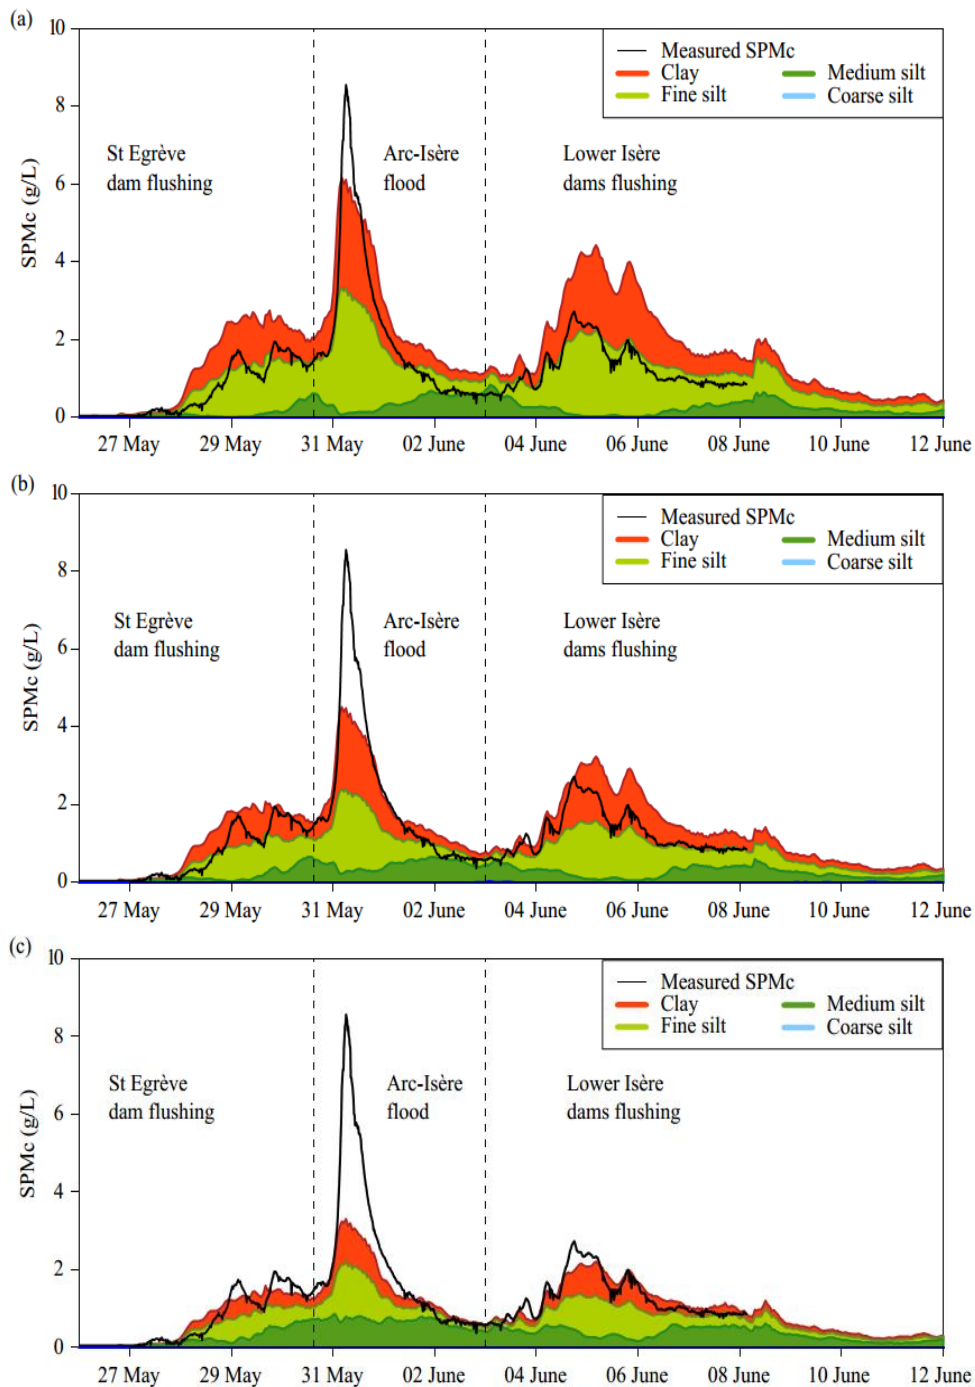 (a)
10
8
6
4
2
0
SPMc (g/L)
Measured SPMc
Clay
Medium silt
Fine silt
Coarse silt
St Egrève
dam flushing
Arc-Isère
flood
Lower Isère
dams flushing
27 May 29 May 31 May 02 June 04 June 06 June 08 June 10 June 12 June
(b)
10
8
6
4
2
0
SPMc (g/L)
Measured SPMc
Clay
Medium silt
Fine silt
Coarse silt
St Egrève
dam flushing
Arc-Isère
flood
Lower Isère
dams flushing
27 May 29 May 31 May 02 June 04 June 06 June 08 June 10 June 12 June
(c)
10
8
6
4
2
0
SPMc (g/L)
Measured SPMc
Clay
Medium silt
Fine silt
Coarse silt
St Egrève
dam flushing
Arc-Isère
flood
Lower Isère
dams flushing
27 May 29 May 31 May 02 June 04 June 06 June 08 June 10 June 12 June